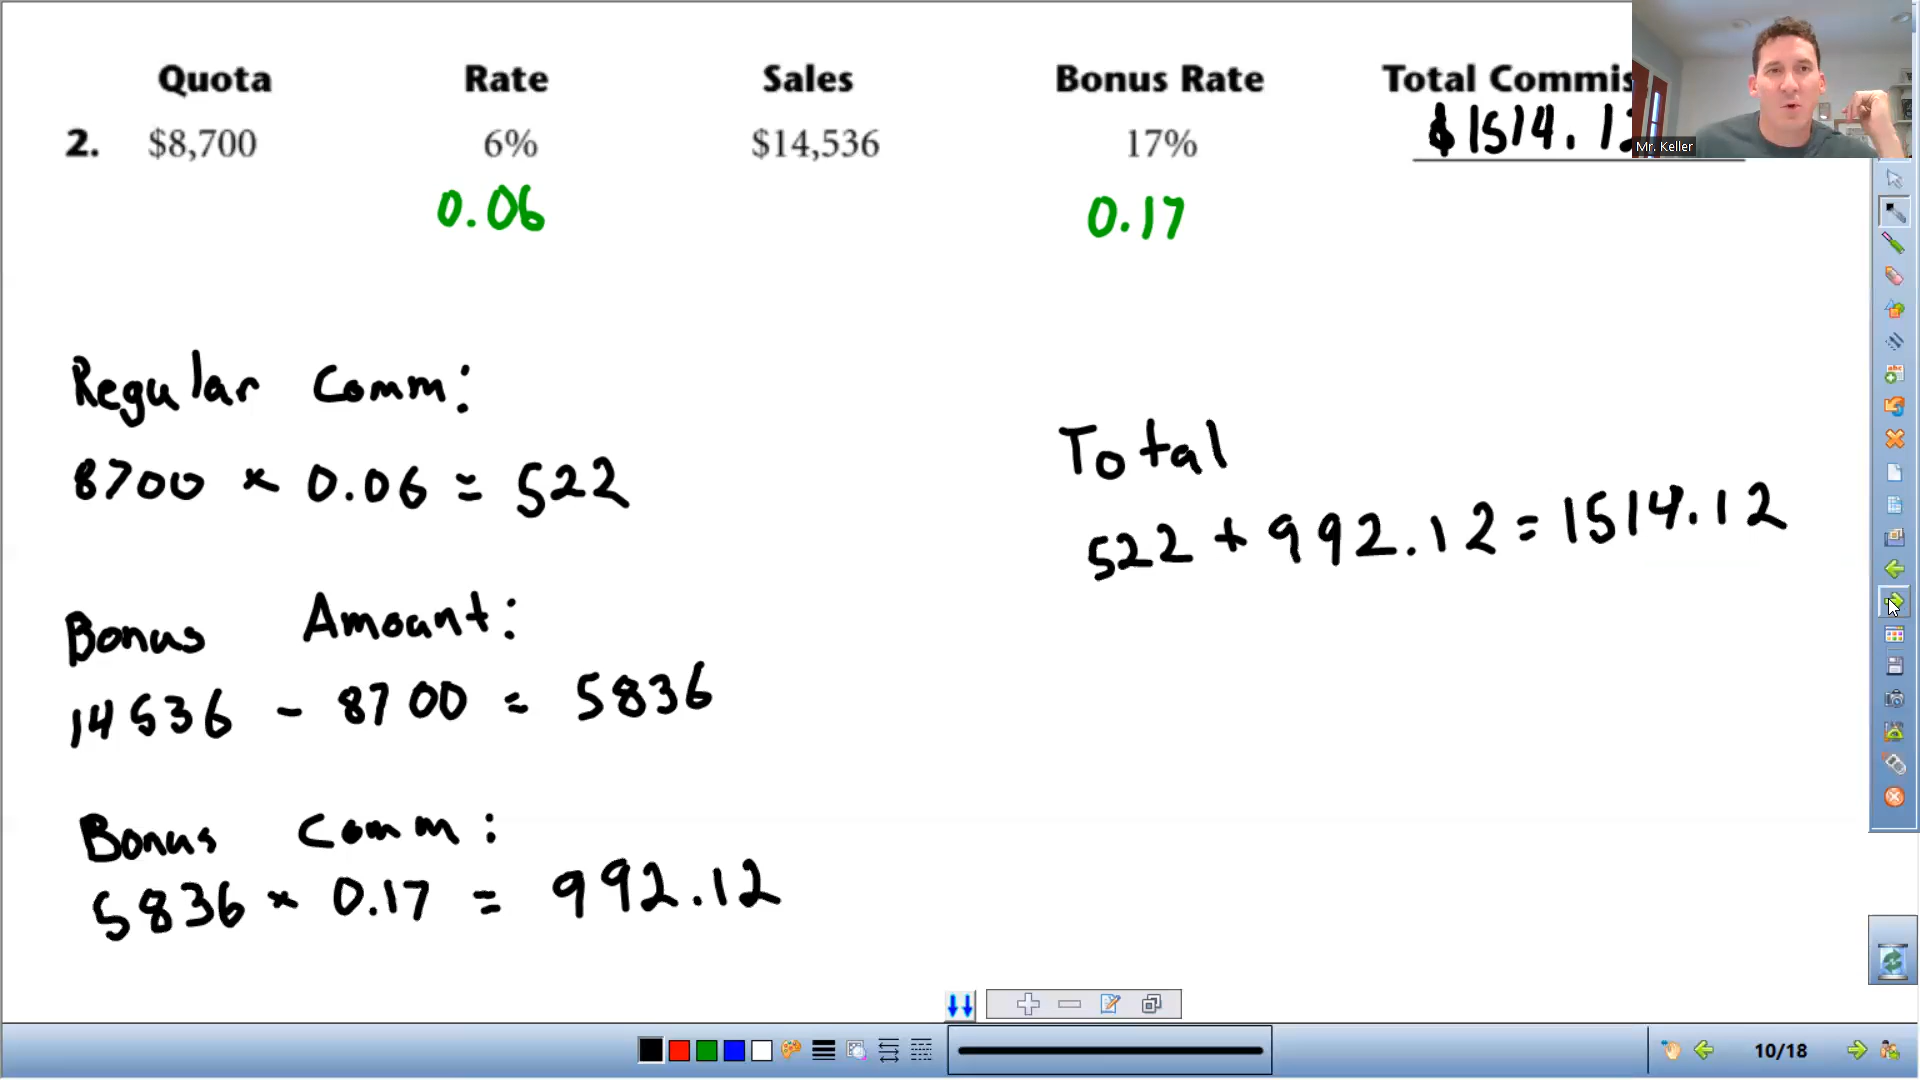 Quota Rate Sales Bonus Rate Total Commis
2. $8,700 6% $14,536 17% $1514.12
0.06 0.17
Mr. Keller
Regular Comm:
8700 × 0.06 = 522
Bonus Amount:
14536 - 8700 = 5836
Bonus Comm:
5836 × 0.17 = 992.12
Total
522 + 992.12 = 1514.12
10/18